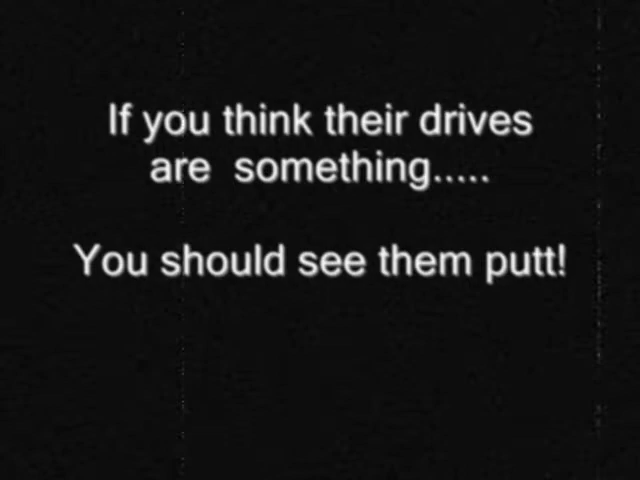 If you think their drives
are  something.....
You should see them putt!